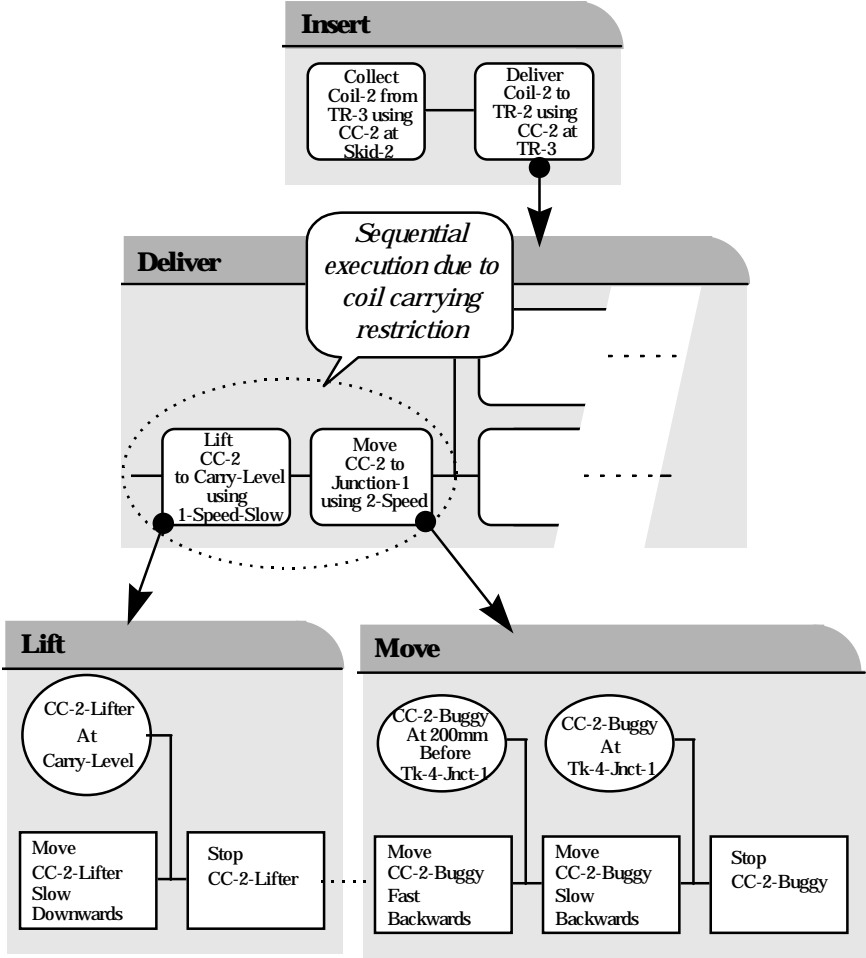 Insert
Collect
Coil-2 from
TR-3 using
CC-2 at
Skid-2
Deliver
Coil-2 to
TR-2 using
CC-2 at
TR-3
Deliver
Sequential
execution due to
coil carrying
restriction
Lift
CC-2
to Carry-Level
using
1-Speed-Slow
Move
CC-2 to
Junction-1
using 2-Speed
Lift
CC-2-Lifter
At
Carry-Level
Move
CC-2-Lifter
Slow
Downwards
Stop
CC-2-Lifter
Move
CC-2-Buggy
At 200mm
Before
Tk-4-Jnct-1
CC-2-Buggy
At
Tk-4-Jnct-1
Move
CC-2-Buggy
Fast
Backwards
Move
CC-2-Buggy
Slow
Backwards
Stop
CC-2-Buggy